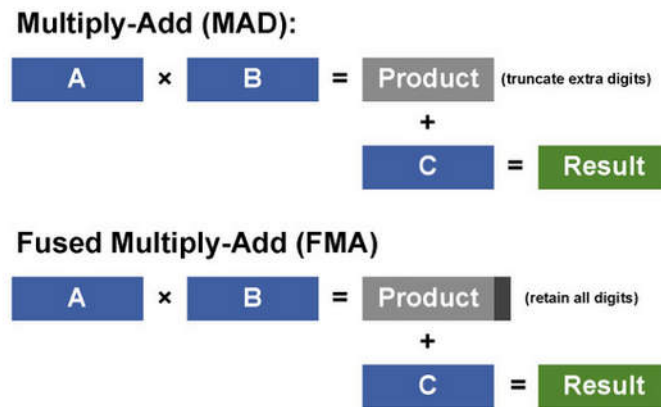 Multiply-Add (MAD):
A × B = Product (truncate extra digits)
+
C = Result
Fused Multiply-Add (FMA)
A × B = Product (retain all digits)
+
C = Result